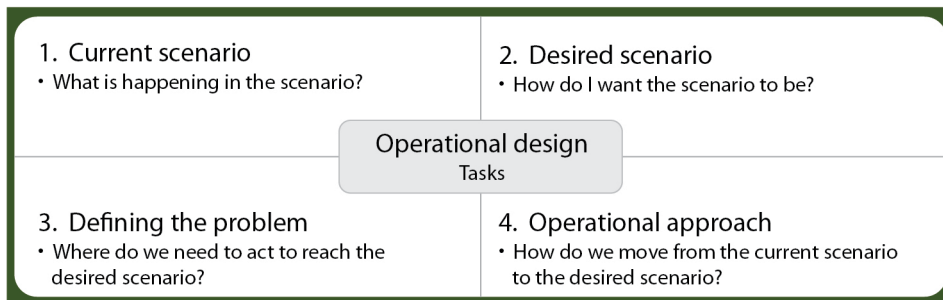 1. Current scenario
• What is happening in the scenario?
2. Desired scenario
• How do I want the scenario to be?
Operational design
Tasks
3. Defining the problem
• Where do we need to act to reach the
desired scenario?
4. Operational approach
• How do we move from the current scenario
to the desired scenario?